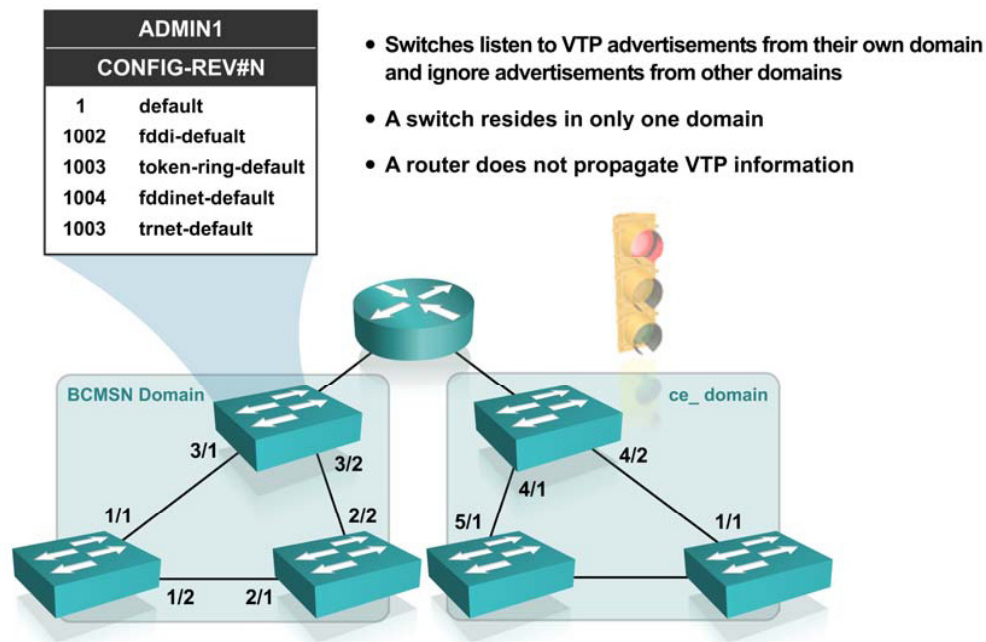 ADMIN1
CONFIG-REV#N
1 default
1002 fddi-defualt
1003 token-ring-default
1004 fddinet-default
1003 trnet-default
• Switches listen to VTP advertisements from their own domain
and ignore advertisements from other domains
• A switch resides in only one domain
• A router does not propagate VTP information
BCMSN Domain
ce_ domain
3/1
3/2
4/1
4/2
1/1
2/2
5/1
1/1
1/2
2/1